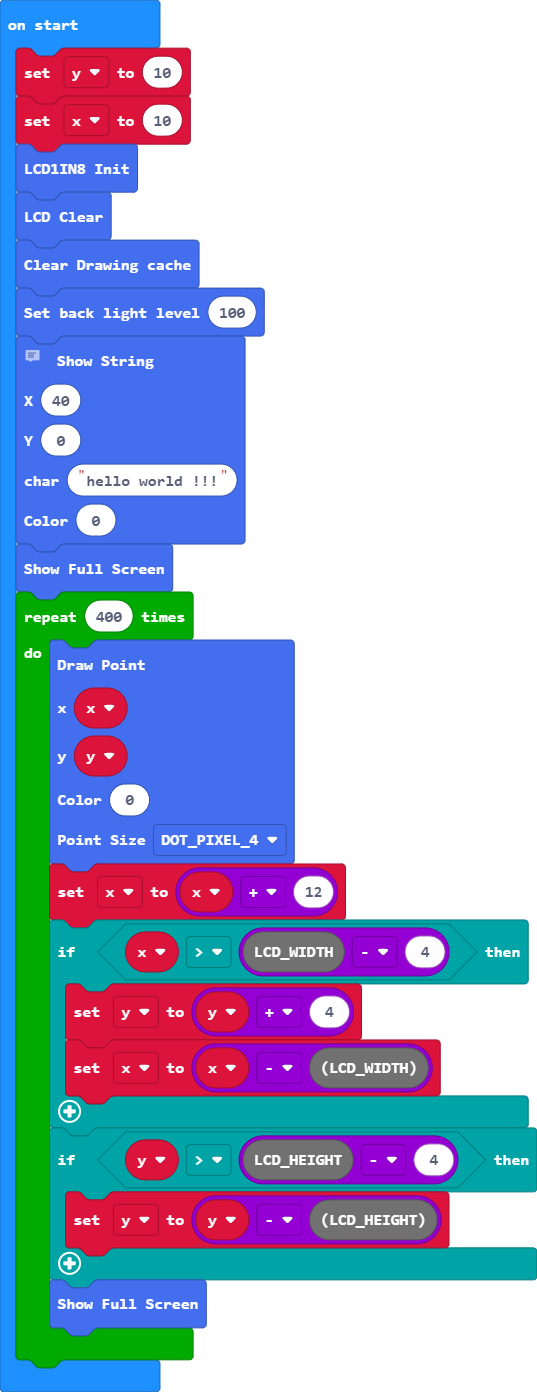 on start
set y to 10
set x to 10
LCD1IN8 Init
LCD Clear
Clear Drawing cache
Set back light level 100
Show String
X 40
Y 0
char "hello world !!!"
Color 0
Show Full Screen
repeat 400 times
do
Draw Point
x x
y y
Color 0
Point Size DOT_PIXEL_4
set x to x + 12
if x > LCD_WIDTH - 4 then
set y to y + 4
set x to x - (LCD_WIDTH)
if y > LCD_HEIGHT - 4 then
set y to y - (LCD_HEIGHT)
Show Full Screen